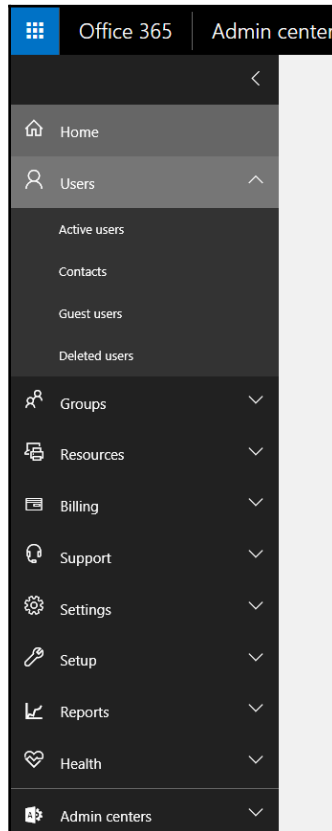 Office 365 Admin center
Home
Users
Active users
Contacts
Guest users
Deleted users
Groups
Resources
Billing
Support
Settings
Setup
Reports
Health
Admin centers